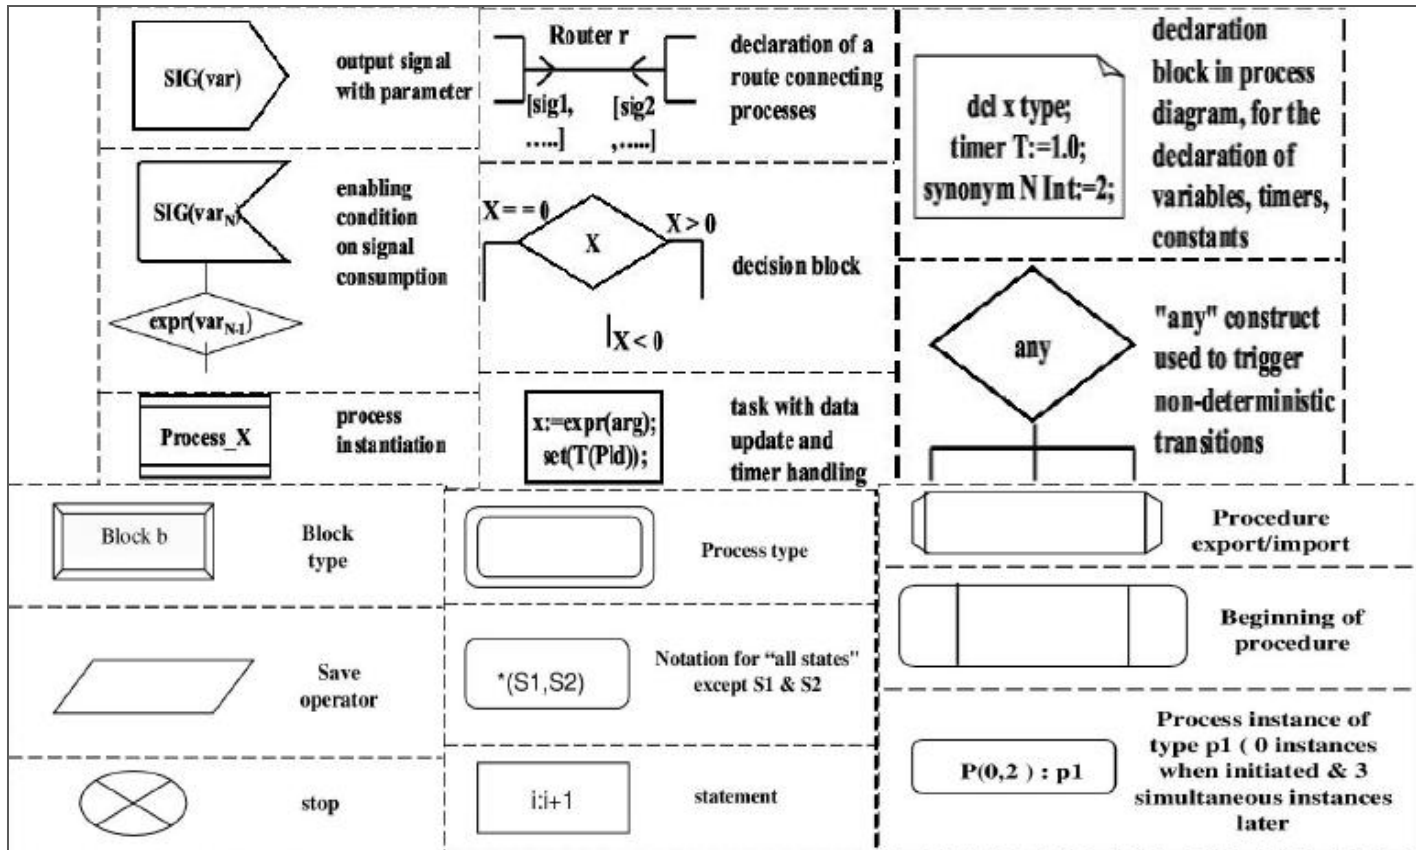 SIG(var)
output signal
with parameter
Router r
[sig1,
.....]
[sig2
,.....]
declaration of a
route connecting
processes
dcl x type;
timer T:=1.0;
synonym N Int:=2;
declaration
block in process
diagram, for the
declaration of
variables, timers,
constants
SIG(varN)
expr(varN-1)
enabling
condition
on signal
consumption
X==0
X
X>0
X<0
decision block
any
"any" construct
used to trigger
non-deterministic
transitions
Process_X
process
instantiation
x:=expr(arg);
set(T(PId));
task with data
update and
timer handling
Block b
Block
type
Process type
Procedure
export/import
Save
operator
*(S1,S2)
Notation for “all states"
except S1 & S2
Beginning of
procedure
stop
i:i+1
statement
P(0,2 ) : p1
Process instance of
type p1 ( 0 instances
when initiated & 3
simultaneous instances
later